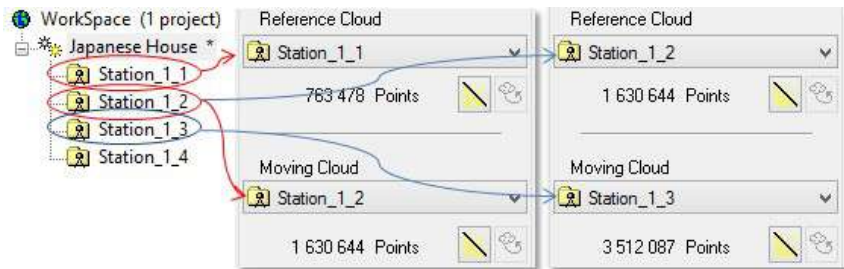 WorkSpace (1 project)
Japanese House *
Station_1_1
Station_1_2
Station_1_3
Station_1_4
Reference Cloud
Station_1_1
763 478 Points
Moving Cloud
Station_1_2
1 630 644 Points
Reference Cloud
Station_1_2
1 630 644 Points
Moving Cloud
Station_1_3
3 512 087 Points